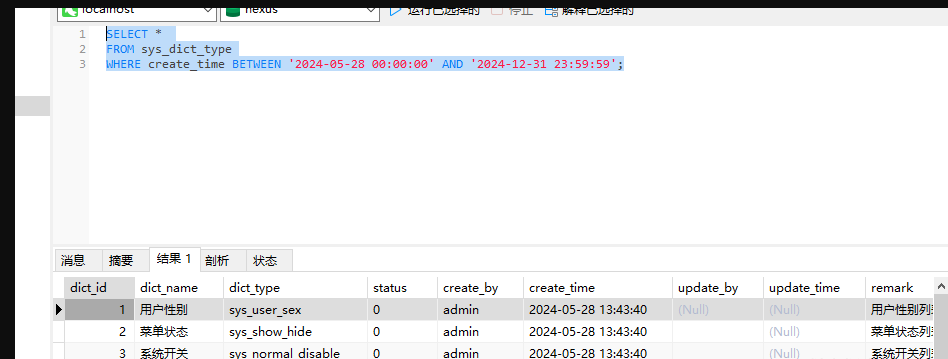 localhost nexus 运行已选择的 停止 解释已选择的
1 SELECT *
2 FROM sys_dict_type
3 WHERE create_time BETWEEN '2024-05-28 00:00:00' AND '2024-12-31 23:59:59';
消息 摘要 结果 1 剖析 状态
dict_id dict_name dict_type status create_by create_time update_by update_time remark
1 用户性别 sys_user_sex 0 admin 2024-05-28 13:43:40 (Null) (Null) 用户性别列
2 菜单状态 sys_show_hide 0 admin 2024-05-28 13:43:40 (Null) 菜单状态列
3 系统开关 sys_normal_disable 0 admin 2024-05-28 13:43:40 (Null) 系统开关列